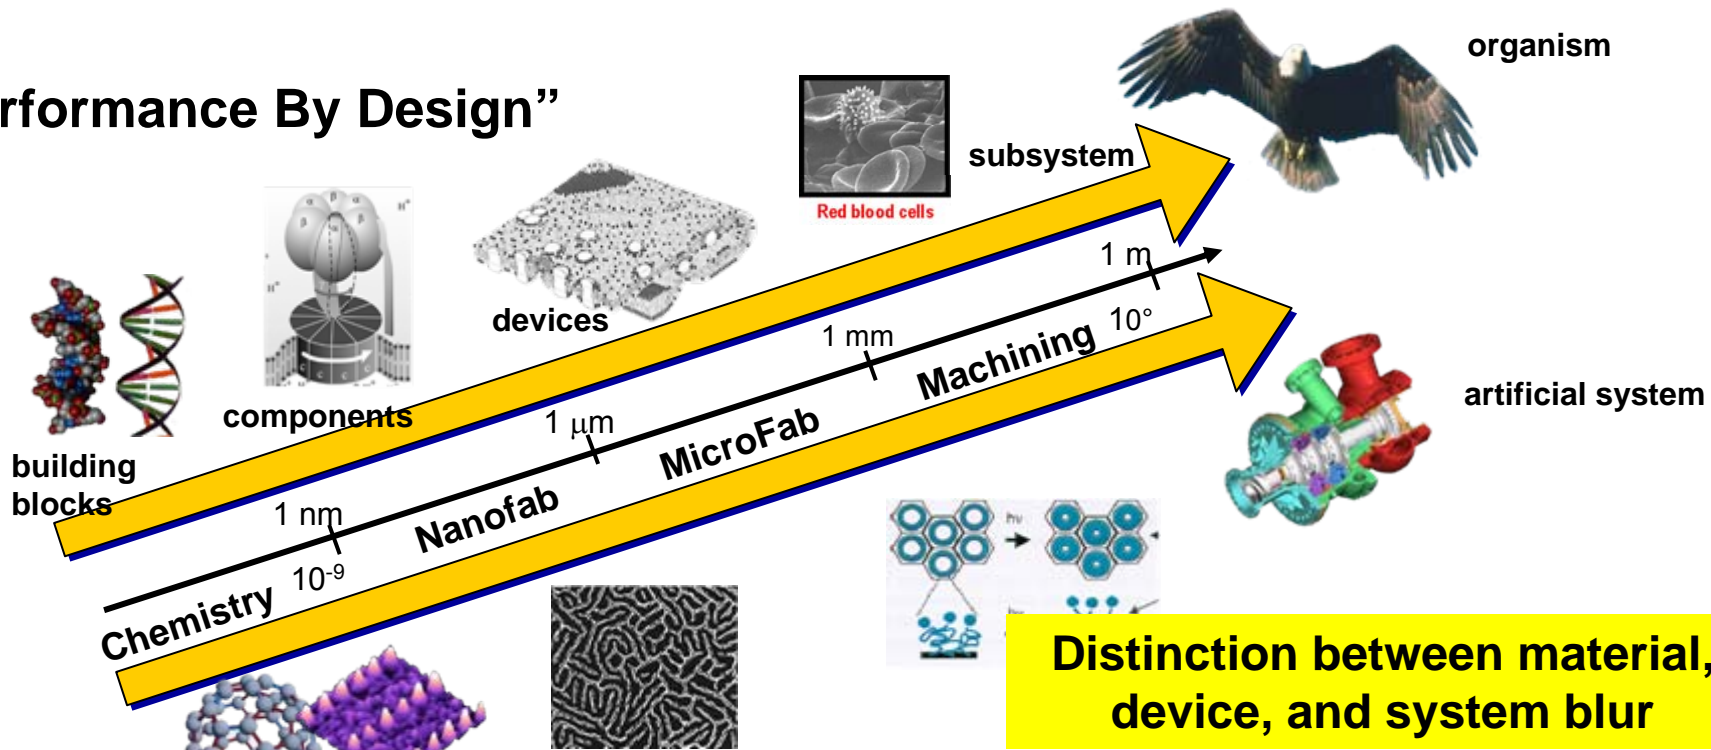 organism
rformance By Design”
subsystem
Red blood cells
1 m
devices
1 mm
10°
Machining
components
1 μm
MicroFab
artificial system
building
blocks
1 nm
Nanofab
10⁻⁹
Chemistry
hν
Distinction between material,
device, and system blur